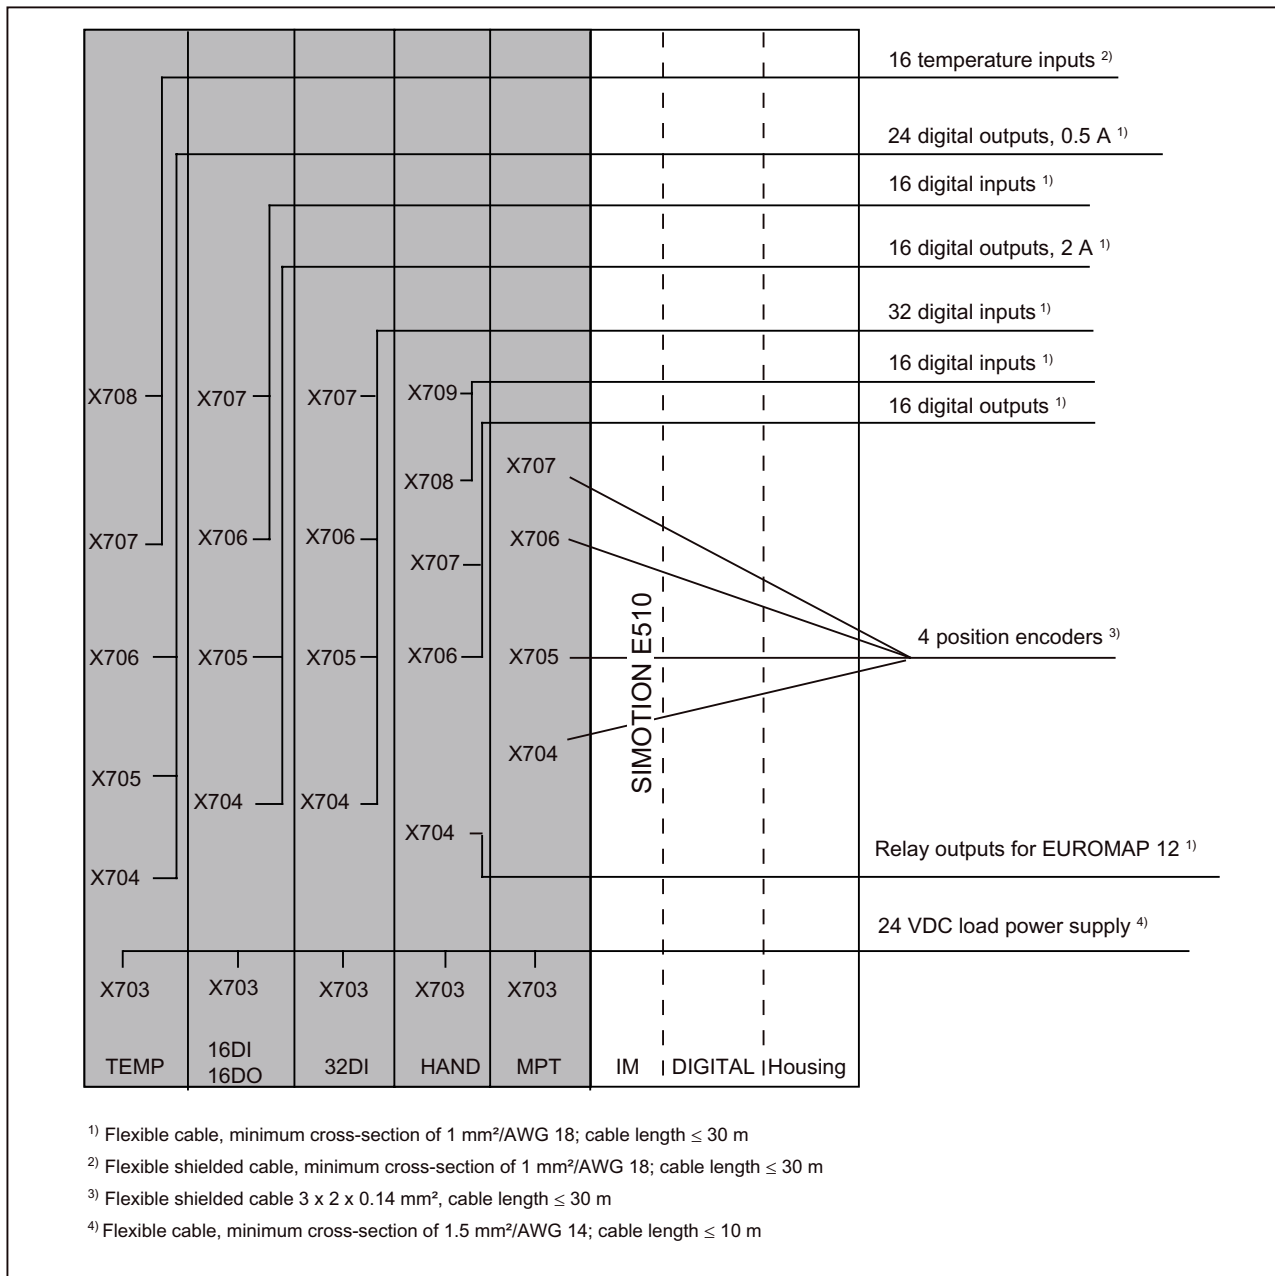 16 temperature inputs 2)
24 digital outputs, 0.5 A 1)
16 digital inputs 1)
16 digital outputs, 2 A 1)
32 digital inputs 1)
16 digital inputs 1)
16 digital outputs 1)
X708
X707
X707
X709
X708
X707
X707
X706
X706
X707
X706
X706
X705
X705
X706
X705
4 position encoders 3)
SIMOTION E510
X705
X704
X704
X704
X704
X704
Relay outputs for EUROMAP 12 1)
24 VDC load power supply 4)
X703
X703
X703
X703
X703
TEMP
16DI
16DO
32DI
HAND
MPT
IM
DIGITAL
Housing
1) Flexible cable, minimum cross-section of 1 mm²/AWG 18; cable length ≤ 30 m
2) Flexible shielded cable, minimum cross-section of 1 mm²/AWG 18; cable length ≤ 30 m
3) Flexible shielded cable 3 x 2 x 0.14 mm², cable length ≤ 30 m
4) Flexible cable, minimum cross-section of 1.5 mm²/AWG 14; cable length ≤ 10 m